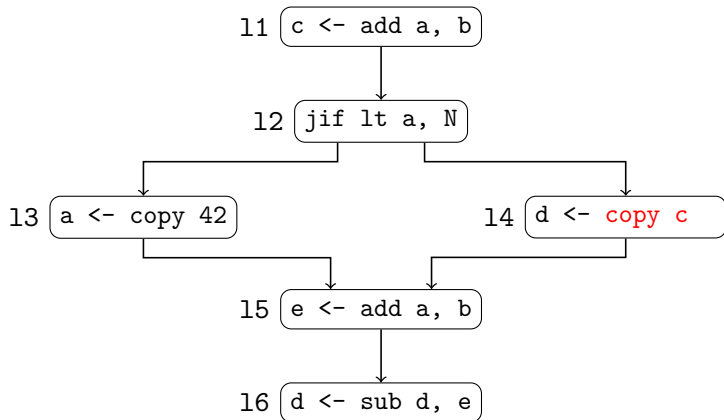 l1 c <- add a, b
l2 jif lt a, N
l3 a <- copy 42
l4 d <- copy c
l5 e <- add a, b
l6 d <- sub d, e